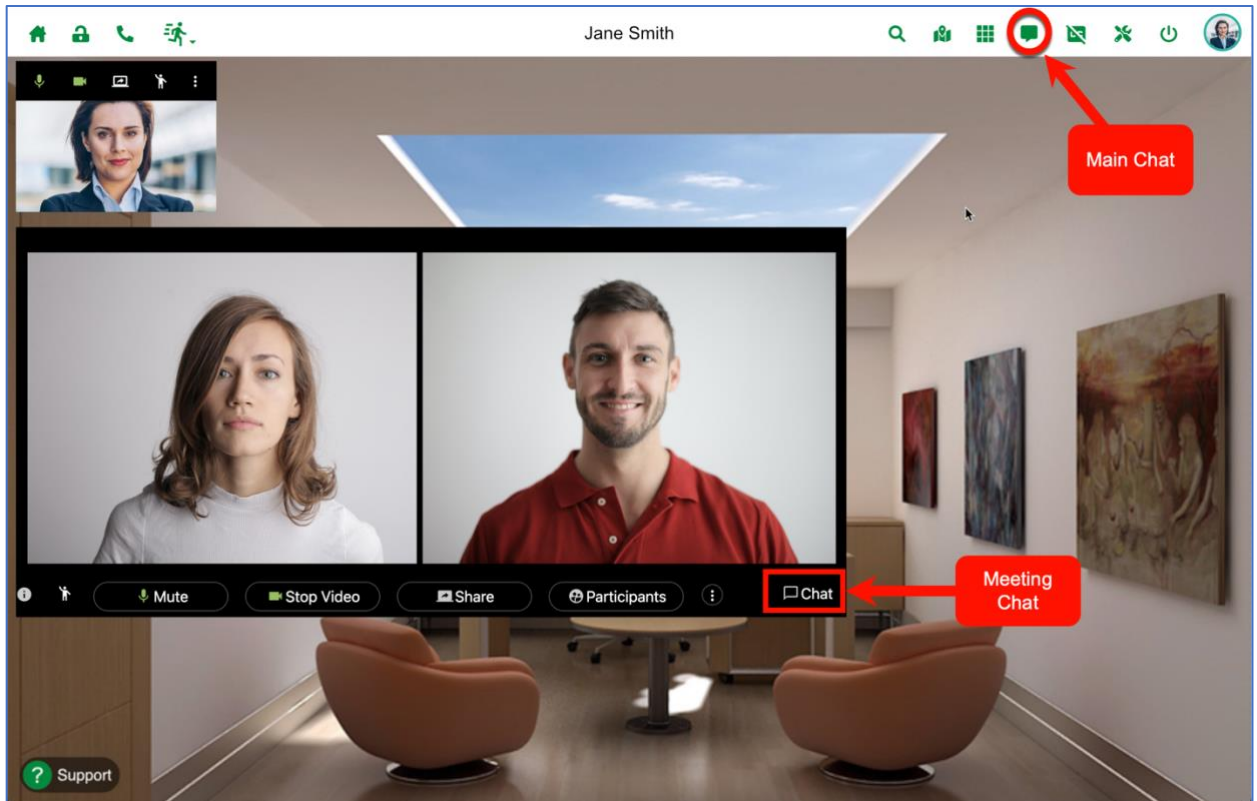 Jane Smith
Main Chat
Mute
Stop Video
Share
Participants
Chat
Meeting
Chat
? Support